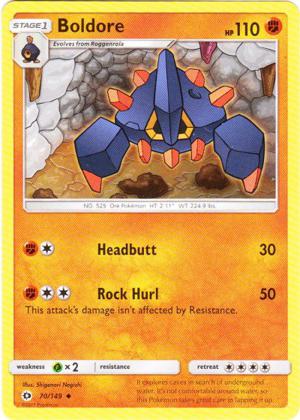 STAGE 1
Boldore
HP 110
Evolves from Roggenrola
NO. 525 Ore Pokémon HT: 2'11" WT: 224.9 lbs.
Headbutt 30
Rock Hurl 50
This attack's damage isn't affected by Resistance.
weakness ×2 resistance retreat
Illus. Shigenori Negishi
70/149
©2017 Pokémon
It explores caves in search of underground
water. It's not comfortable around water, so
this Pokémon takes great care in lapping it up.